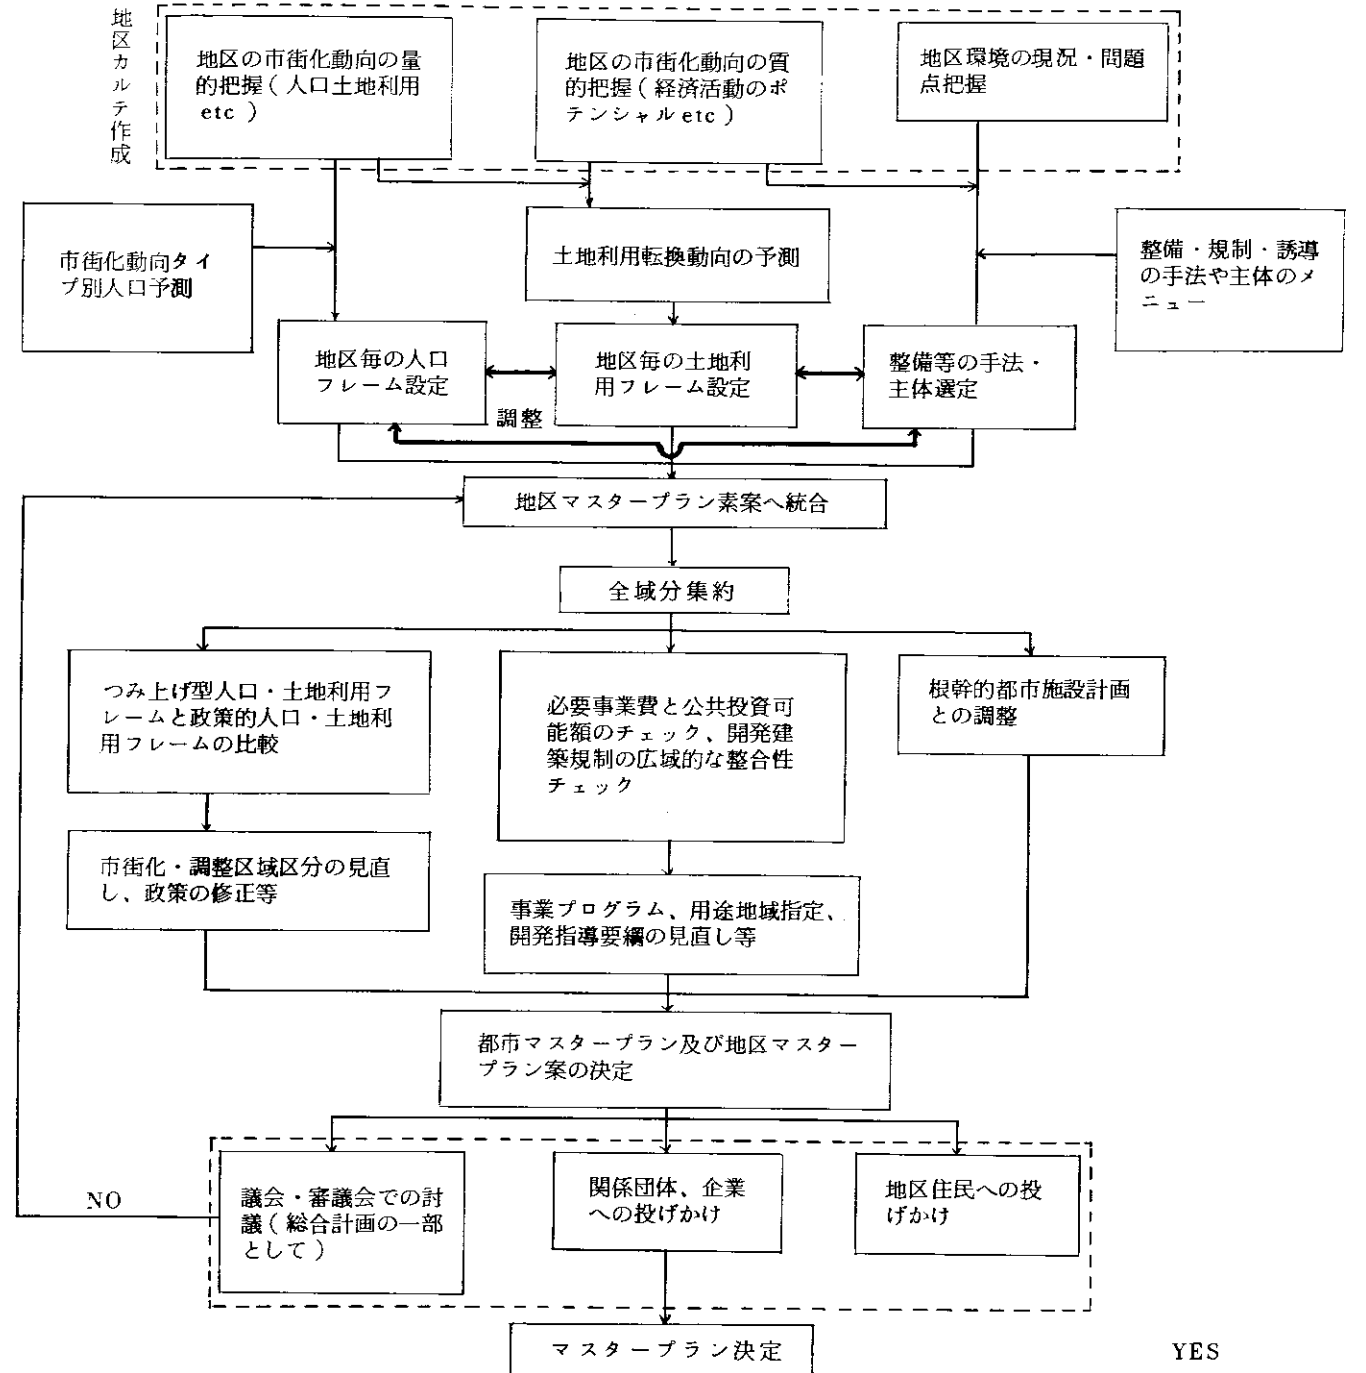 地区カルテ作成
地区の市街化動向の量
的把握(人口土地利用
etc )
地区の市街化動向の質
的把握(経済活動のポ
テンシャルetc)
地区環境の現況・問題
点把握
市街化動向タイ
プ別人口予測
土地利用転換動向の予測
整備・規制・誘導
の手法や主体のメ
ニュー
地区毎の人口
フレーム設定
地区毎の土地利
用フレーム設定
整備等の手法・
主体選定
調整
地区マスタープラン素案へ統合
全域分集約
つみ上げ型人口・土地利用フ
レームと政策的人口・土地利
用フレームの比較
必要事業費と公共投資可
能額のチェック、開発建
築規制の広域的な整合性
チェック
根幹的都市施設計画
との調整
市街化・調整区域区分の見直
し、政策の修正等
事業プログラム、用途地域指定、
開発指導要綱の見直し等
都市マスタープラン及び地区マスター
プラン案の決定
NO
議会・審議会での討
議(総合計画の一部
として)
関係団体、企業
への投げかけ
地区住民への投
げかけ
マスタープラン決定
YES